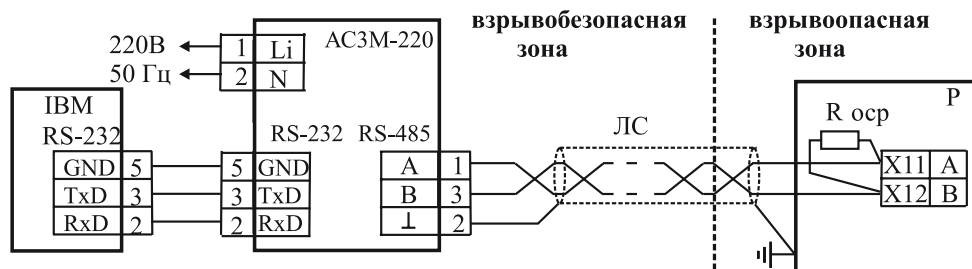 взрывобезопасная зона
взрывоопасная зона
220В
50 Гц
1 Li
2 N
АС3М-220
IBM
RS-232
GND 5
TxD 3
RxD 2
RS-232
5 GND
3 TxD
2 RxD
RS-485
A 1
B 3
⊥ 2
ЛС
Р
R оср
X11 A
X12 B